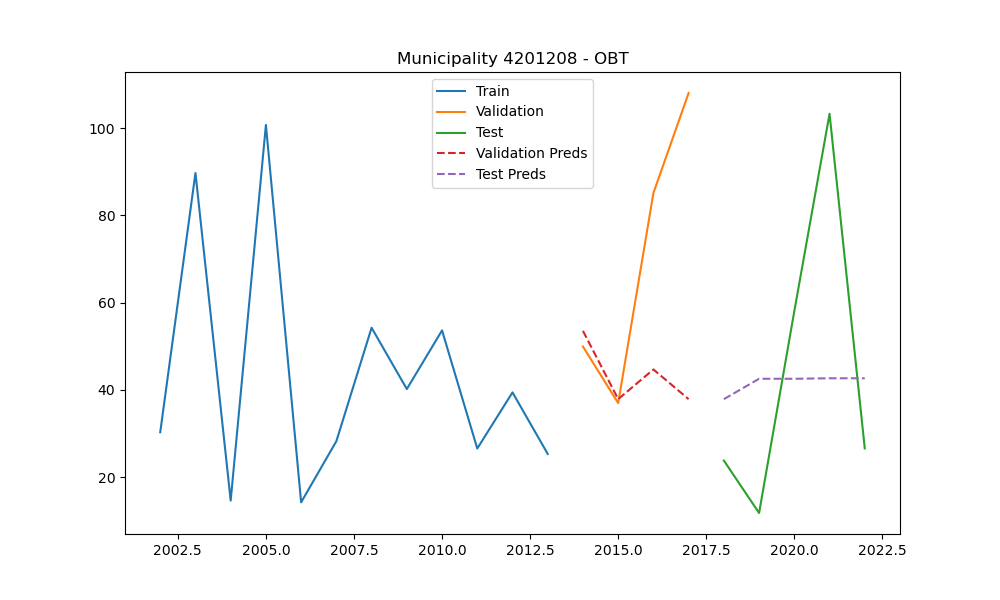 Municipality 4201208 - OBT
Train
Validation
Test
Validation Preds
Test Preds
100
80
60
40
20
2002.5 2005.0 2007.5 2010.0 2012.5 2015.0 2017.5 2020.0 2022.5